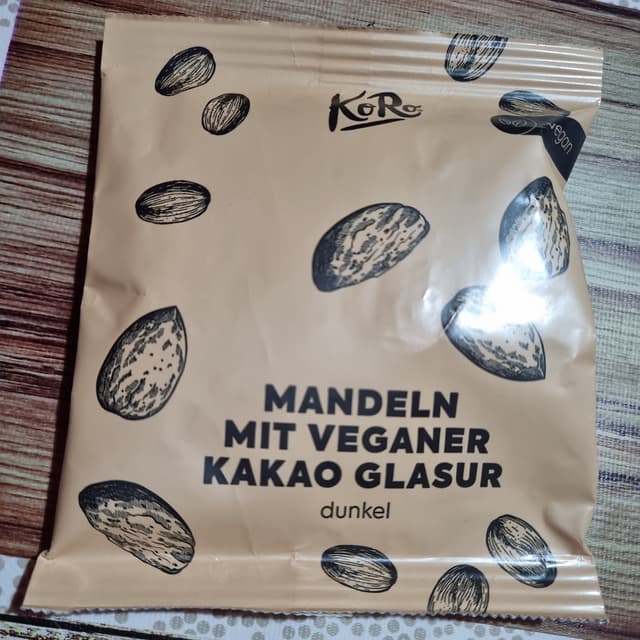 KoRo
vegan
MANDELN
MIT VEGANER
KAKAO GLASUR
dunkel